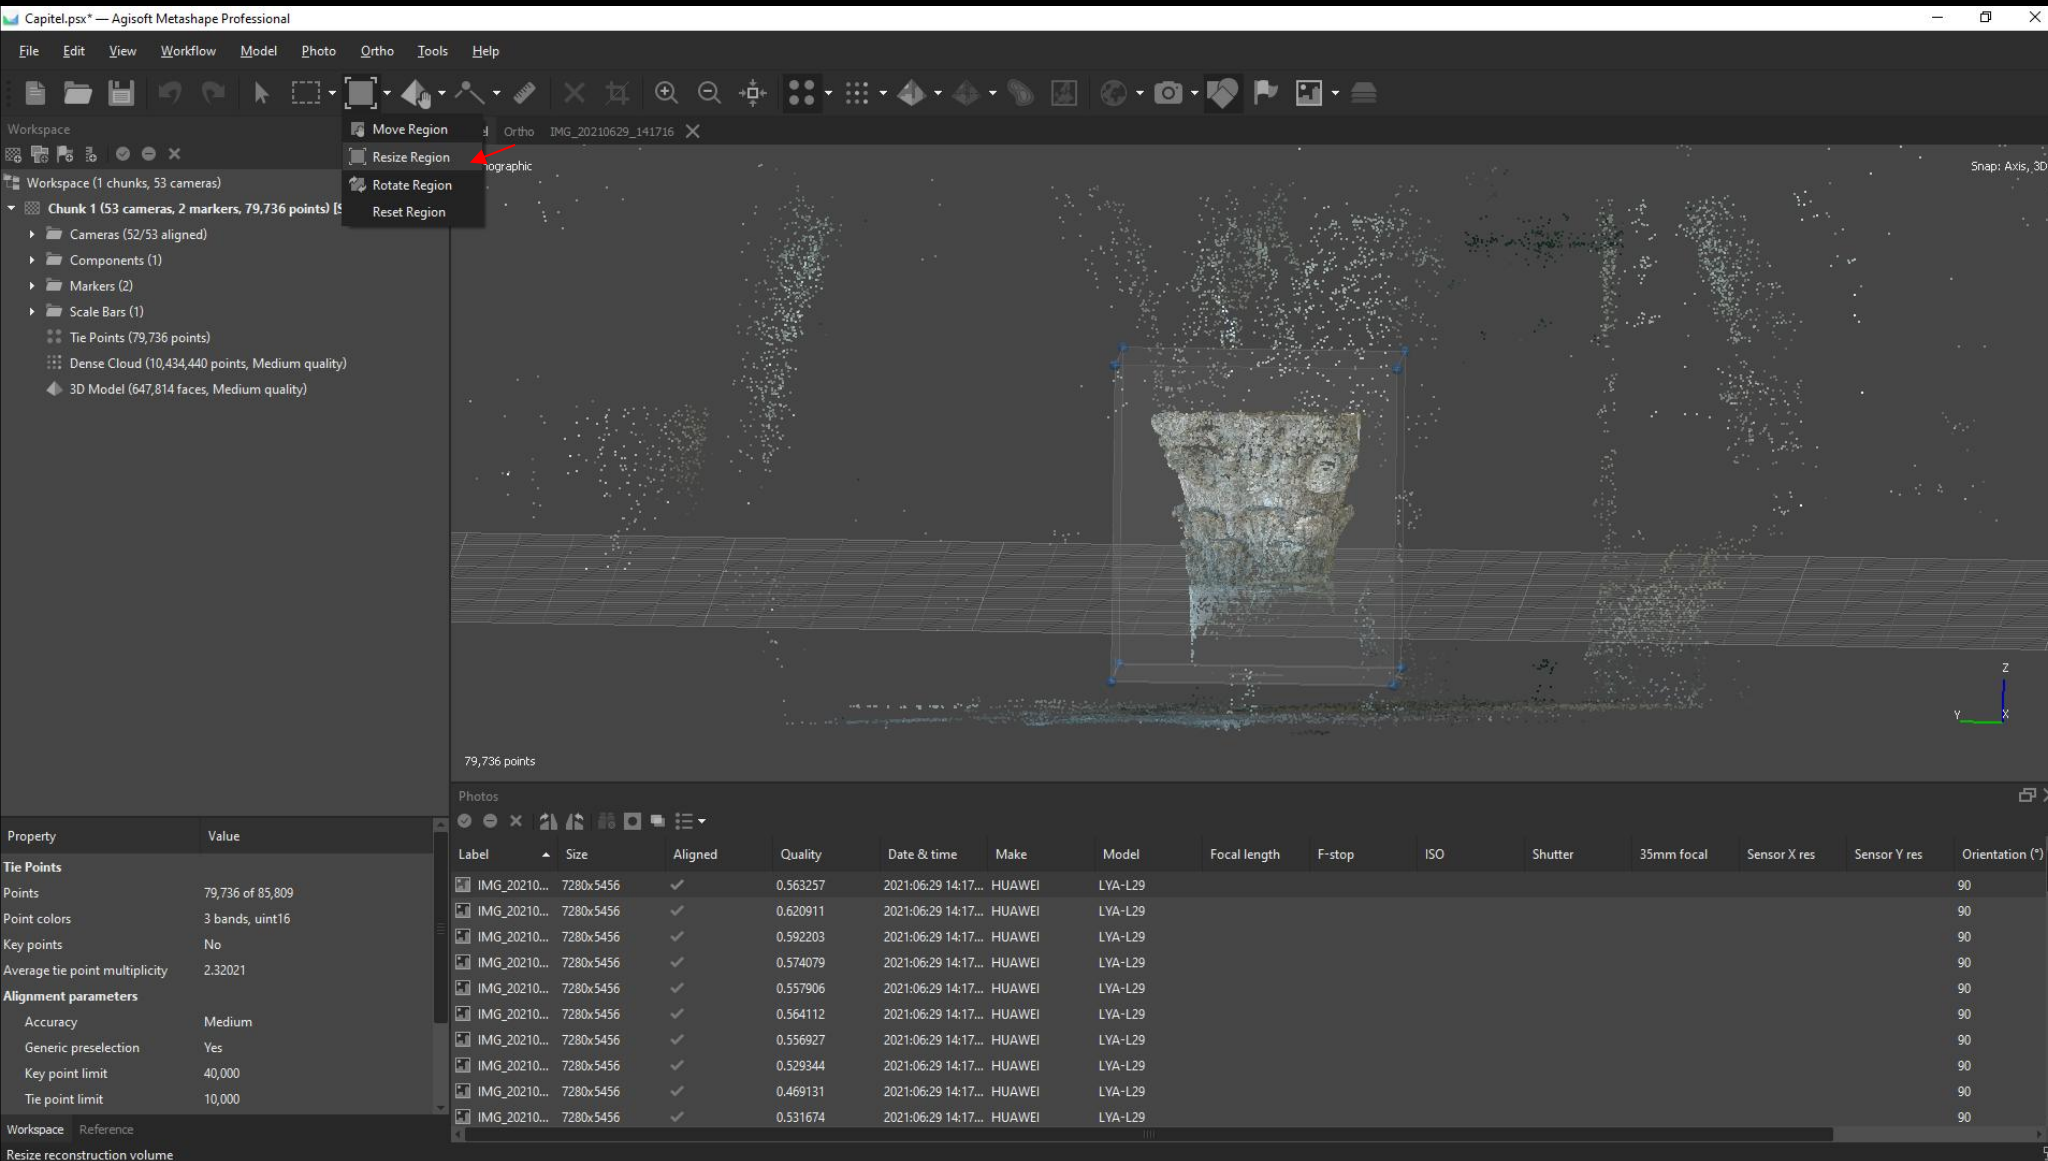 Capitel.psx* — Agisoft Metashape Professional
File Edit View Workflow Model Photo Ortho Tools Help
Workspace
Move Region
Resize Region
Rotate Region
Reset Region
Ortho IMG_20210629_141716
Snap: Axis, 3D
Workspace (1 chunks, 53 cameras)
Chunk 1 (53 cameras, 2 markers, 79,736 points)
Cameras (52/53 aligned)
Components (1)
Markers (2)
Scale Bars (1)
Tie Points (79,736 points)
Dense Cloud (10,434,440 points, Medium quality)
3D Model (647,814 faces, Medium quality)
Z
Y
X
79,736 points
Property Value
Tie Points
Points 79,736 of 85,809
Point colors 3 bands, uint16
Key points No
Average tie point multiplicity 2.32021
Alignment parameters
Accuracy Medium
Generic preselection Yes
Key point limit 40,000
Tie point limit 10,000
Workspace Reference
Resize reconstruction volume
Photos
Label Size Aligned Quality Date & time Make Model Focal length F-stop ISO Shutter 35mm focal Sensor X res Sensor Y res Orientation (°)
IMG_20210... 7280x5456 0.563257 2021:06:29 14:17... HUAWEI LYA-L29 90
IMG_20210... 7280x5456 0.620911 2021:06:29 14:17... HUAWEI LYA-L29 90
IMG_20210... 7280x5456 0.592203 2021:06:29 14:17... HUAWEI LYA-L29 90
IMG_20210... 7280x5456 0.574079 2021:06:29 14:17... HUAWEI LYA-L29 90
IMG_20210... 7280x5456 0.557906 2021:06:29 14:17... HUAWEI LYA-L29 90
IMG_20210... 7280x5456 0.564112 2021:06:29 14:17... HUAWEI LYA-L29 90
IMG_20210... 7280x5456 0.556927 2021:06:29 14:17... HUAWEI LYA-L29 90
IMG_20210... 7280x5456 0.529344 2021:06:29 14:17... HUAWEI LYA-L29 90
IMG_20210... 7280x5456 0.469131 2021:06:29 14:17... HUAWEI LYA-L29 90
IMG_20210... 7280x5456 0.531674 2021:06:29 14:17... HUAWEI LYA-L29 90